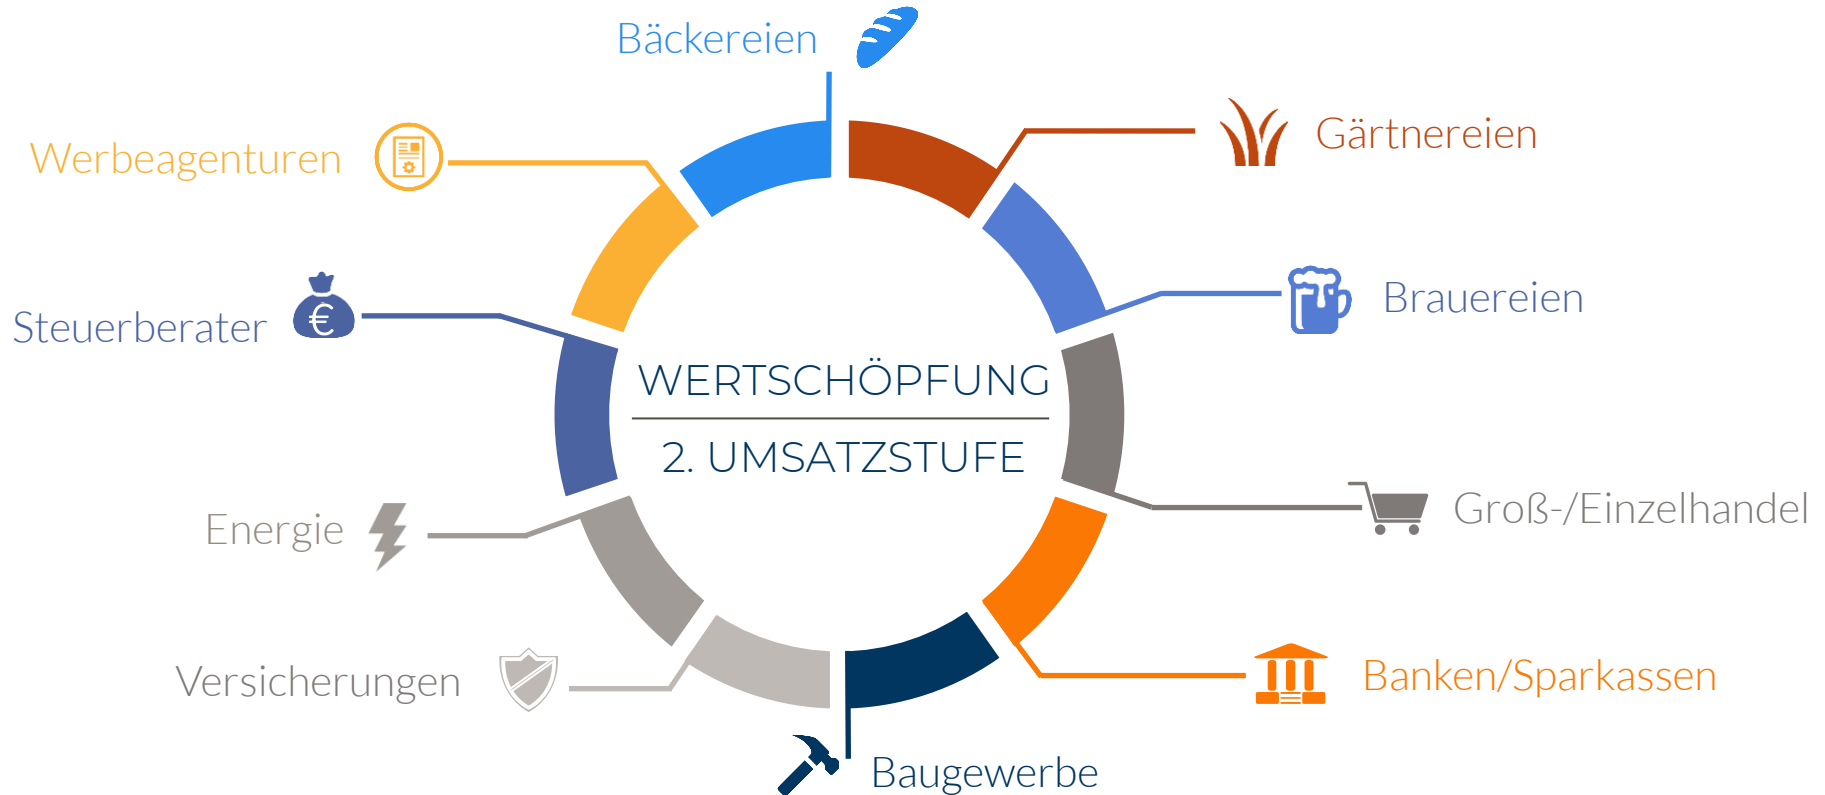 Bäckereien
Gärtnereien
Werbeagenturen
Brauereien
Steuerberater
€
WERTSCHÖPFUNG
2. UMSATZSTUFE
Groß-/Einzelhandel
Energie
Banken/Sparkassen
Versicherungen
Baugewerbe